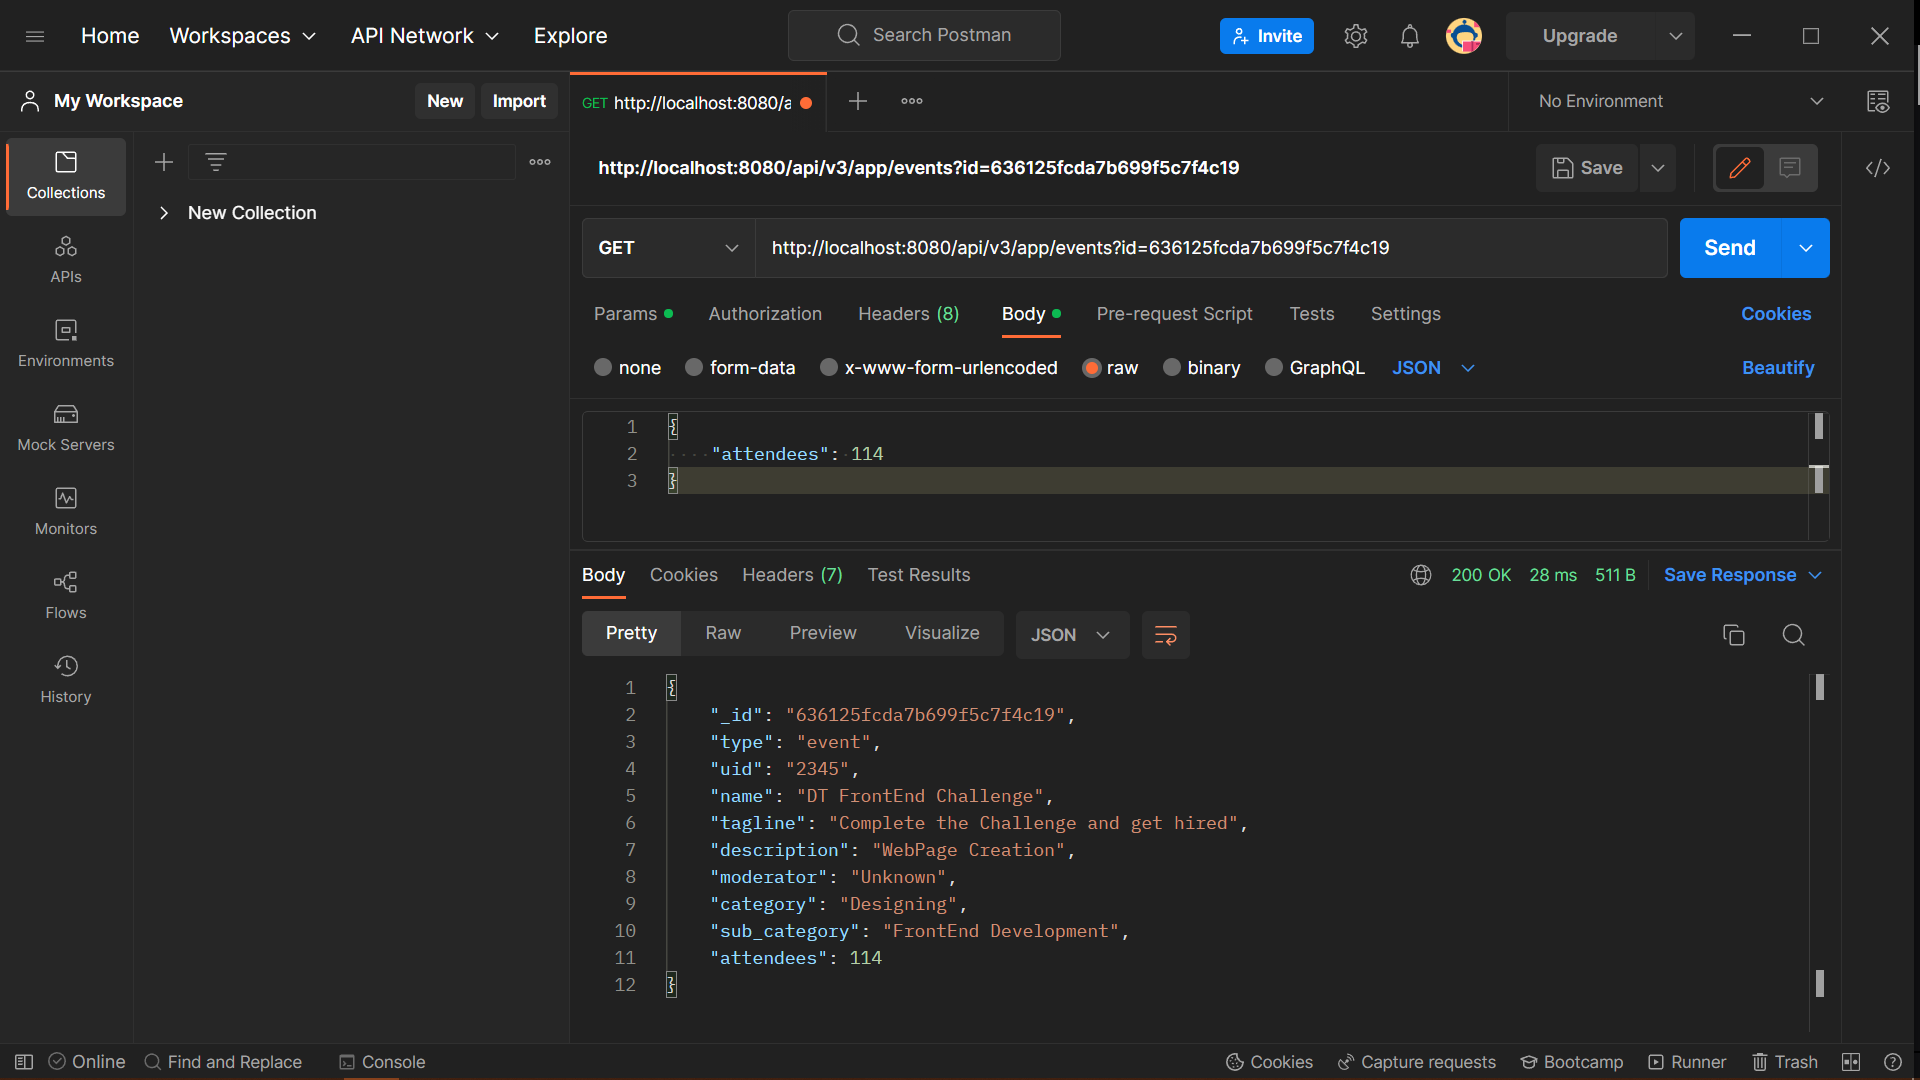 Home Workspaces API Network Explore Search Postman Invite Upgrade
My Workspace New Import GET http://localhost:8080/a No Environment
Collections
APIs
Environments
Mock Servers
Monitors
Flows
History
New Collection
http://localhost:8080/api/v3/app/events?id=636125fcda7b699f5c7f4c19 Save
GET http://localhost:8080/api/v3/app/events?id=636125fcda7b699f5c7f4c19 Send
Params Authorization Headers (8) Body Pre-request Script Tests Settings Cookies
none form-data x-www-form-urlencoded raw binary GraphQL JSON Beautify
1 {
2 "attendees": 114
3 }
Body Cookies Headers (7) Test Results 200 OK 28 ms 511 B Save Response
Pretty Raw Preview Visualize JSON
1 {
2 "_id": "636125fcda7b699f5c7f4c19",
3 "type": "event",
4 "uid": "2345",
5 "name": "DT FrontEnd Challenge",
6 "tagline": "Complete the Challenge and get hired",
7 "description": "WebPage Creation",
8 "moderator": "Unknown",
9 "category": "Designing",
10 "sub_category": "FrontEnd Development",
11 "attendees": 114
12 }
Online Find and Replace Console Cookies Capture requests Bootcamp Runner Trash